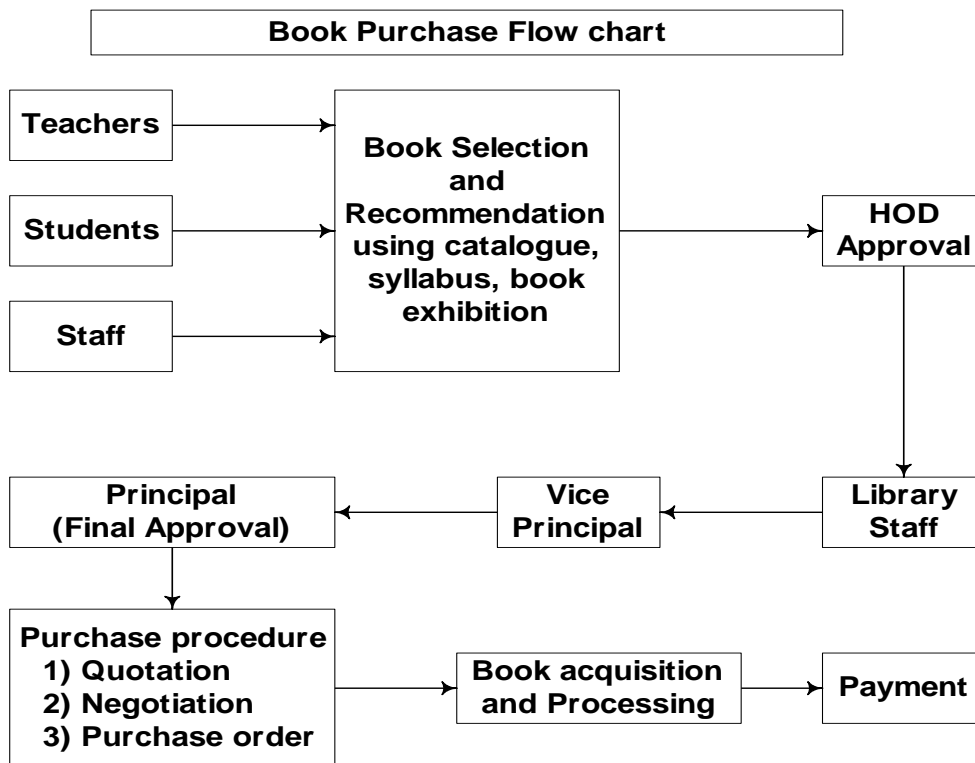 Book Purchase Flow chart
Teachers
Students
Staff
Book Selection
and
Recommendation
using catalogue,
syllabus, book
exhibition
HOD
Approval
Library
Staff
Vice
Principal
Principal
(Final Approval)
Purchase procedure
1) Quotation
2) Negotiation
3) Purchase order
Book acquisition
and Processing
Payment